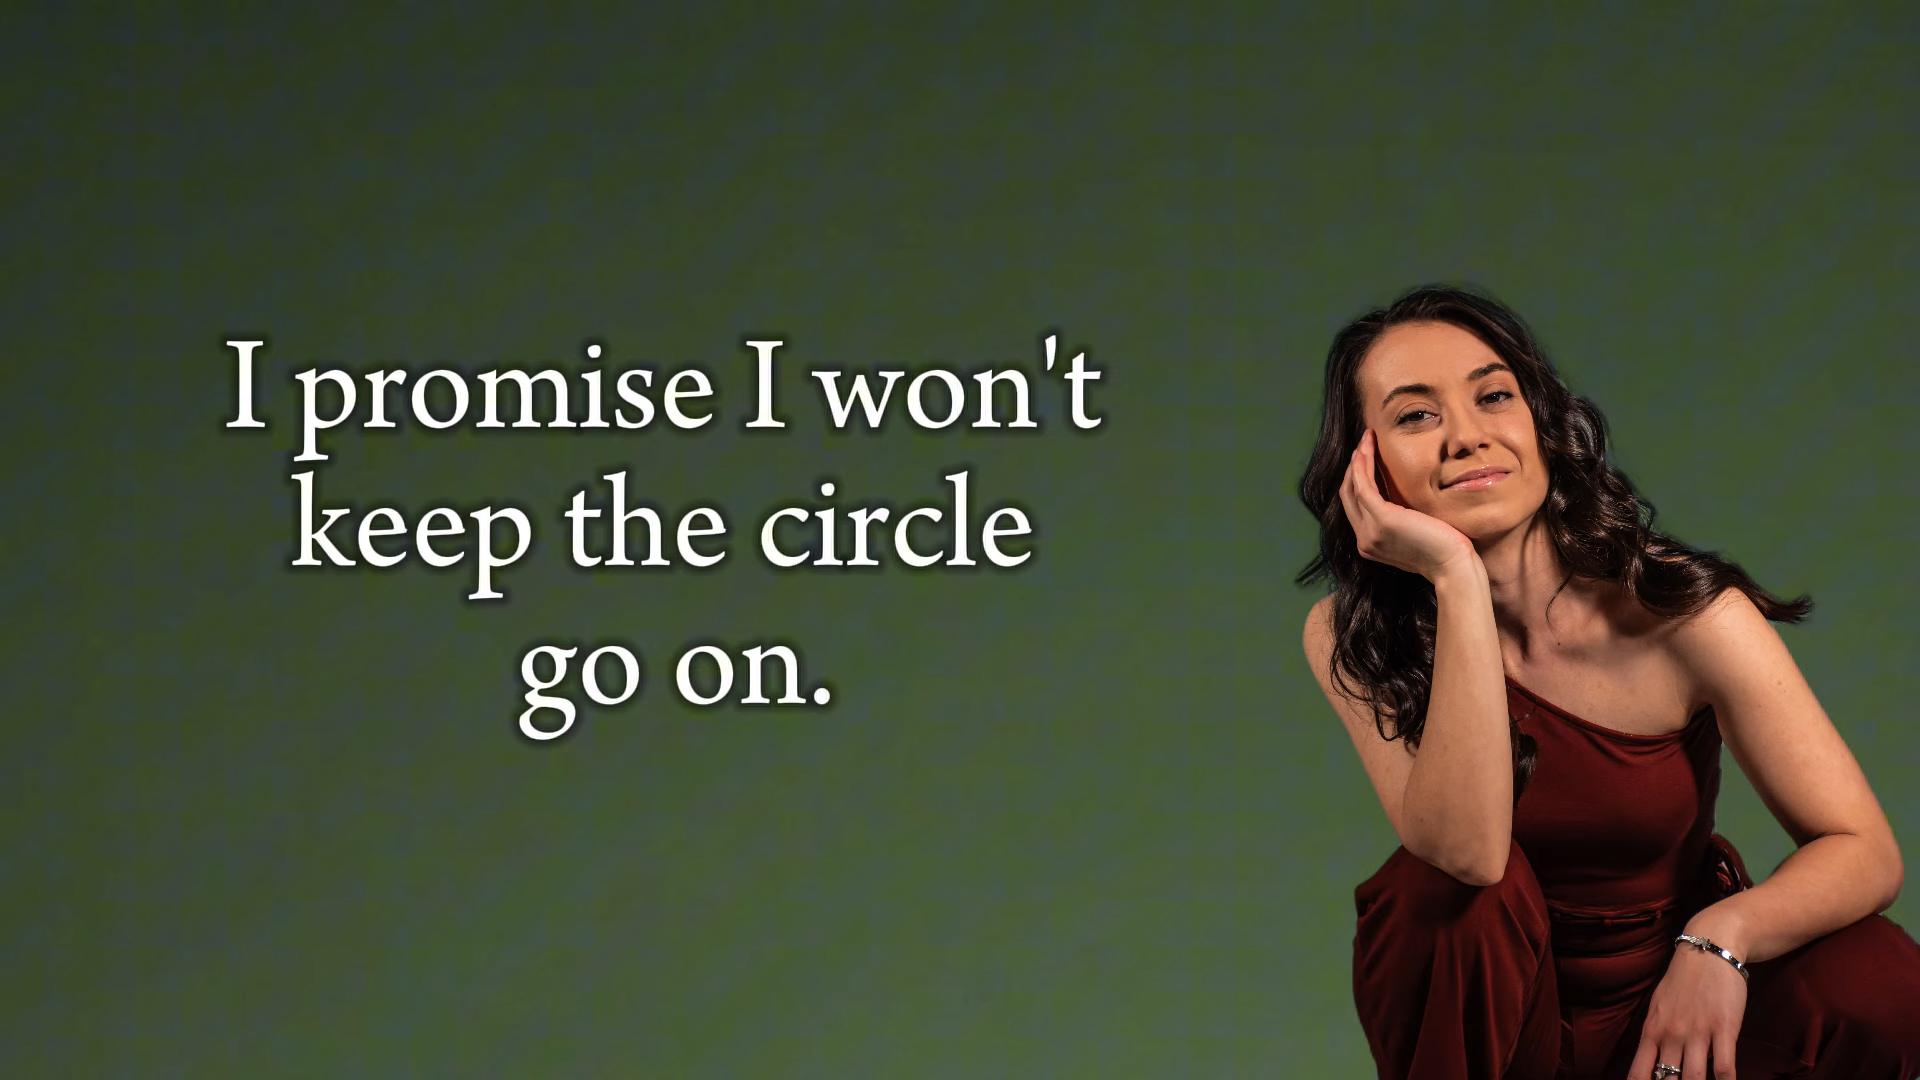 I promise I won't
keep the circle
go on.